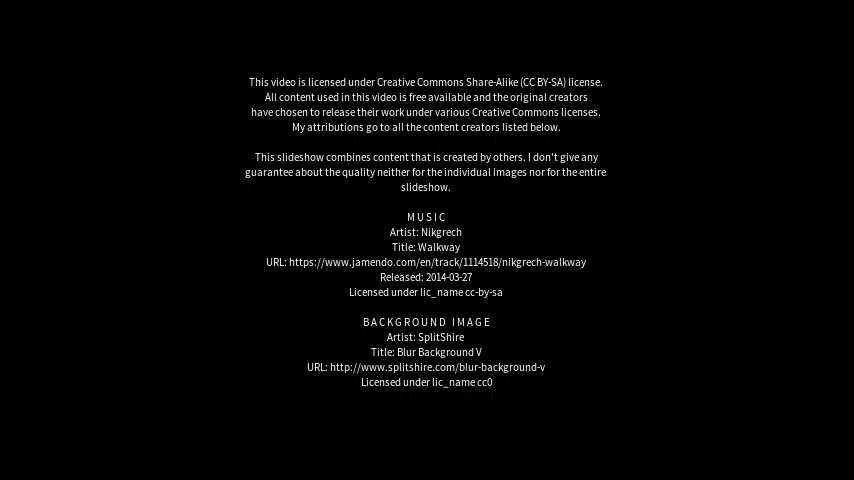 This video is licensed under Creative Commons Share-Alike (CC BY-SA) license.
All content used in this video is free available and the original creators
have chosen to release their work under various Creative Commons licenses.
My attributions go to all the content creators listed below.
This slideshow combines content that is created by others. I don't give any
guarantee about the quality neither for the individual images nor for the entire
slideshow.
MUSIC
Artist: Nikgrech
Title: Walkway
URL: https://www.jamendo.com/en/track/1114518/nikgrech-walkway
Released: 2014-03-27
Licensed under lic_name cc-by-sa
BACKGROUND IMAGE
Artist: SplitShire
Title: Blur Background V
URL: http://www.splitshire.com/blur-background-v
Licensed under lic_name cc0